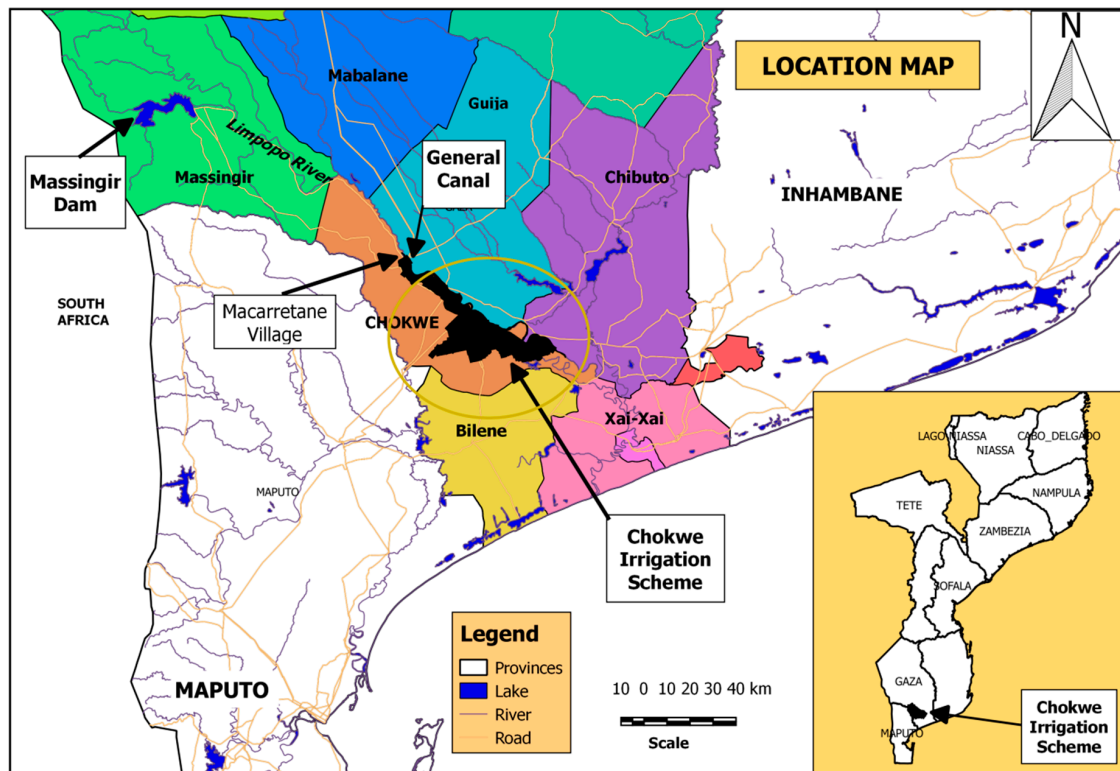 LOCATION MAP
N
Mabalane
Guija
Limpopo River
General
Canal
Massingir
Dam
Massingir
Chibuto
INHAMBANE
SOUTH
AFRICA
Macarretane
Village
CHOKWE
Bilene
Xai-Xai
MAPUTO
Chokwe
Irrigation
Scheme
MAPUTO
Legend
Provinces
Lake
River
Road
10 0 10 20 30 40 km
Scale
LAGO NIASSA
NIASSA
CABO_DELGADO
NAMPULA
TETE
ZAMBEZIA
SOFALA
GAZA
MAPUTO
Chokwe
Irrigation
Scheme